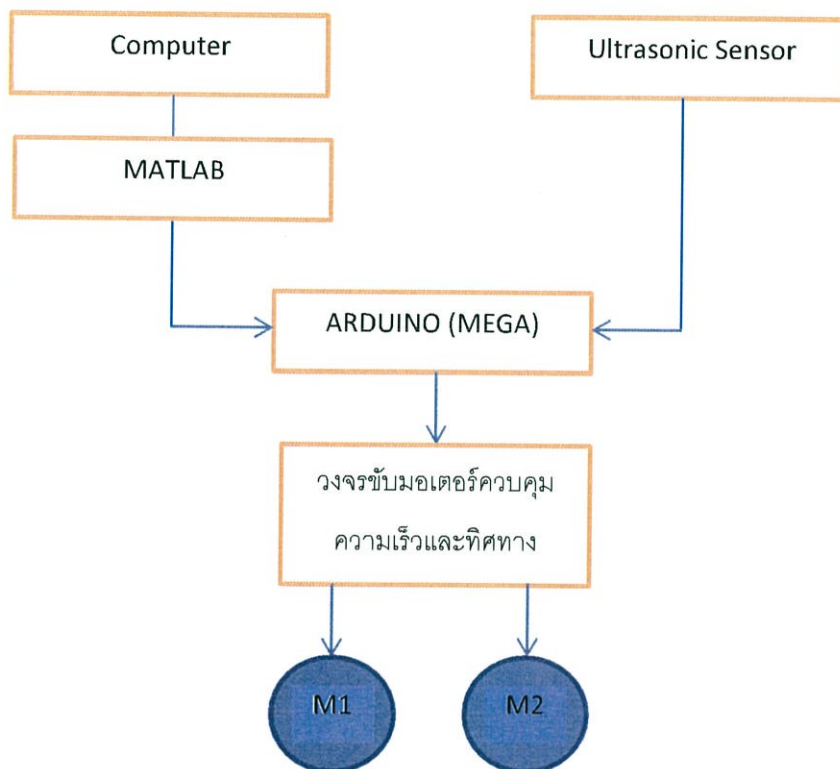 Computer
Ultrasonic Sensor
MATLAB
ARDUINO (MEGA)
วงจรขับมอเตอร์ควบคุม
ความเร็วและทิศทาง
M1
M2